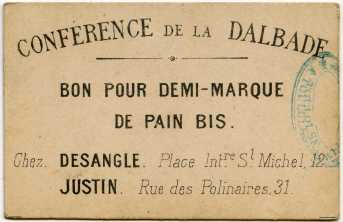 CONFÉRENCE DE LA DALBADE
BON POUR DEMI-MARQUE
DE PAIN BIS.
Chez. DESANGLE. Place Intre St Michel, 12.
JUSTIN. Rue des Polinaires, 31.